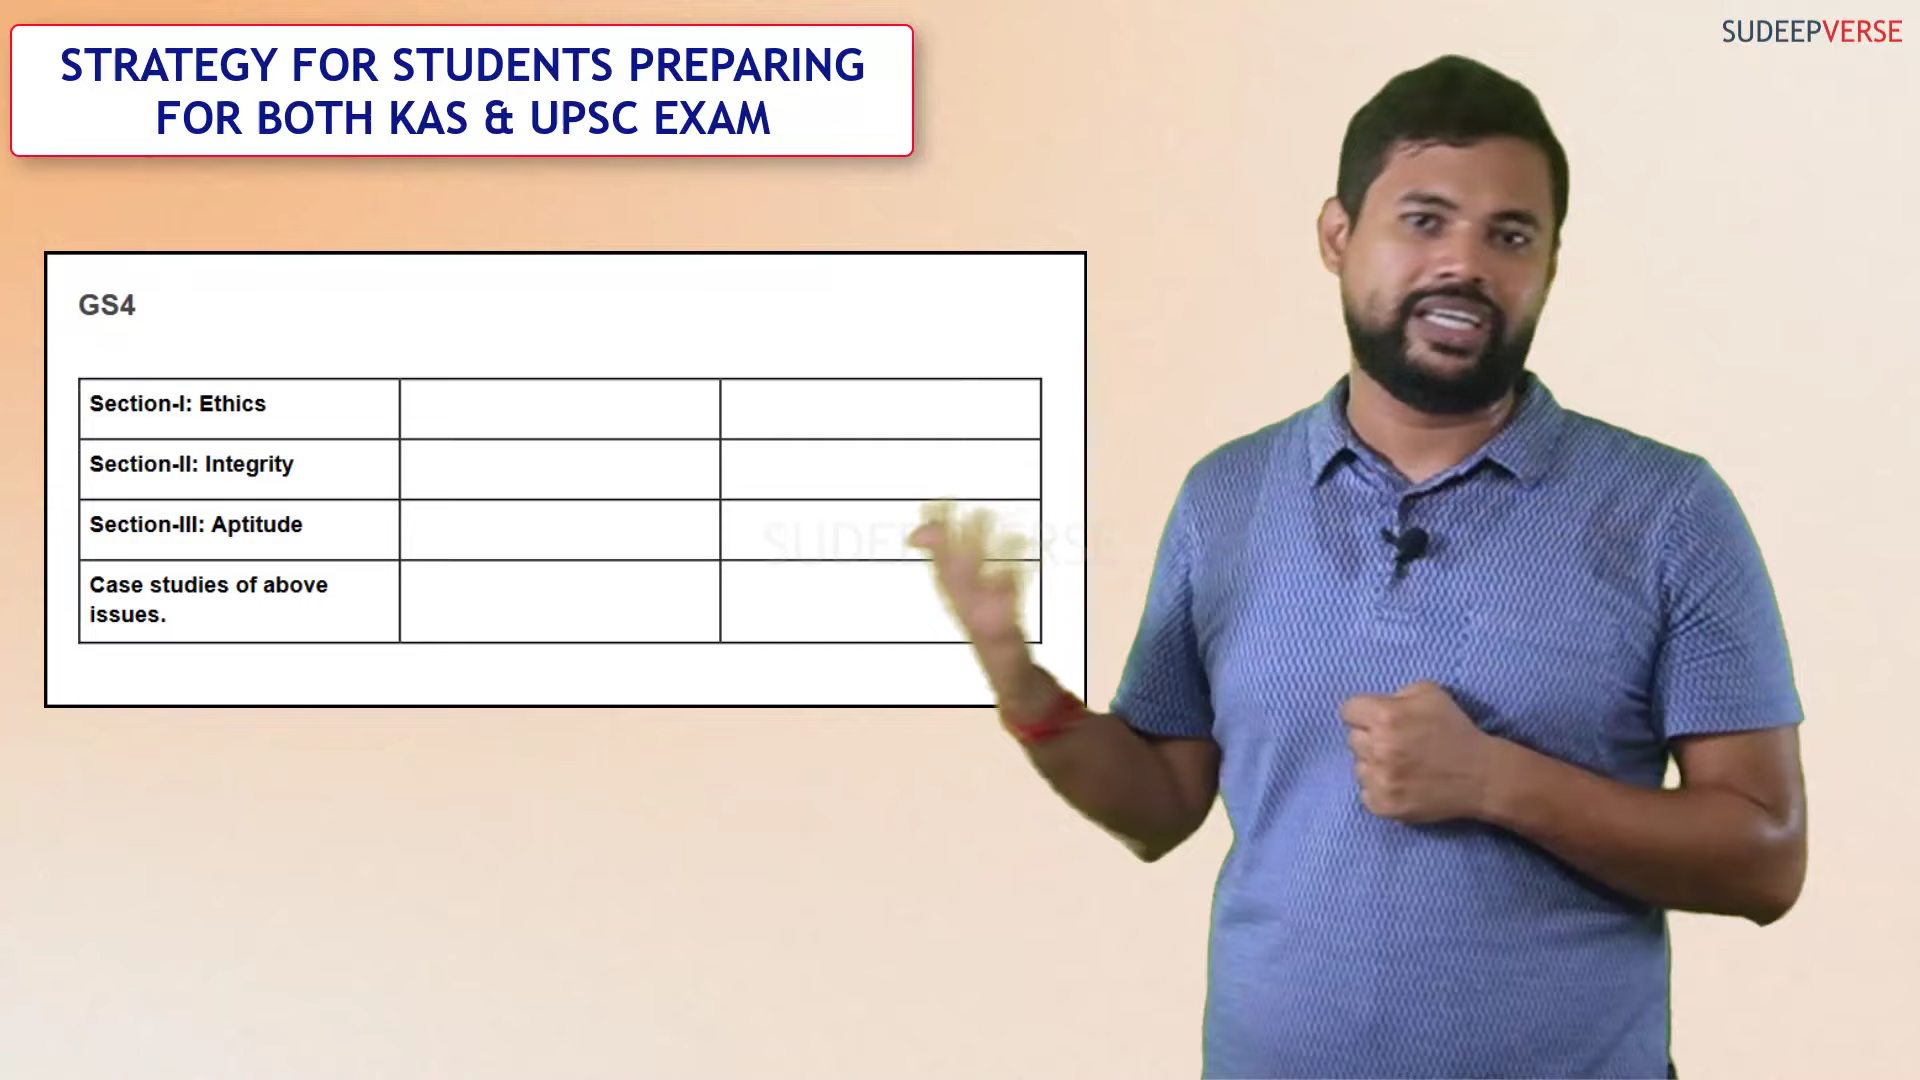 STRATEGY FOR STUDENTS PREPARING
FOR BOTH KAS & UPSC EXAM
SUDEEPVERSE
GS4
Section-I: Ethics
Section-II: Integrity
Section-III: Aptitude
Case studies of above
issues.